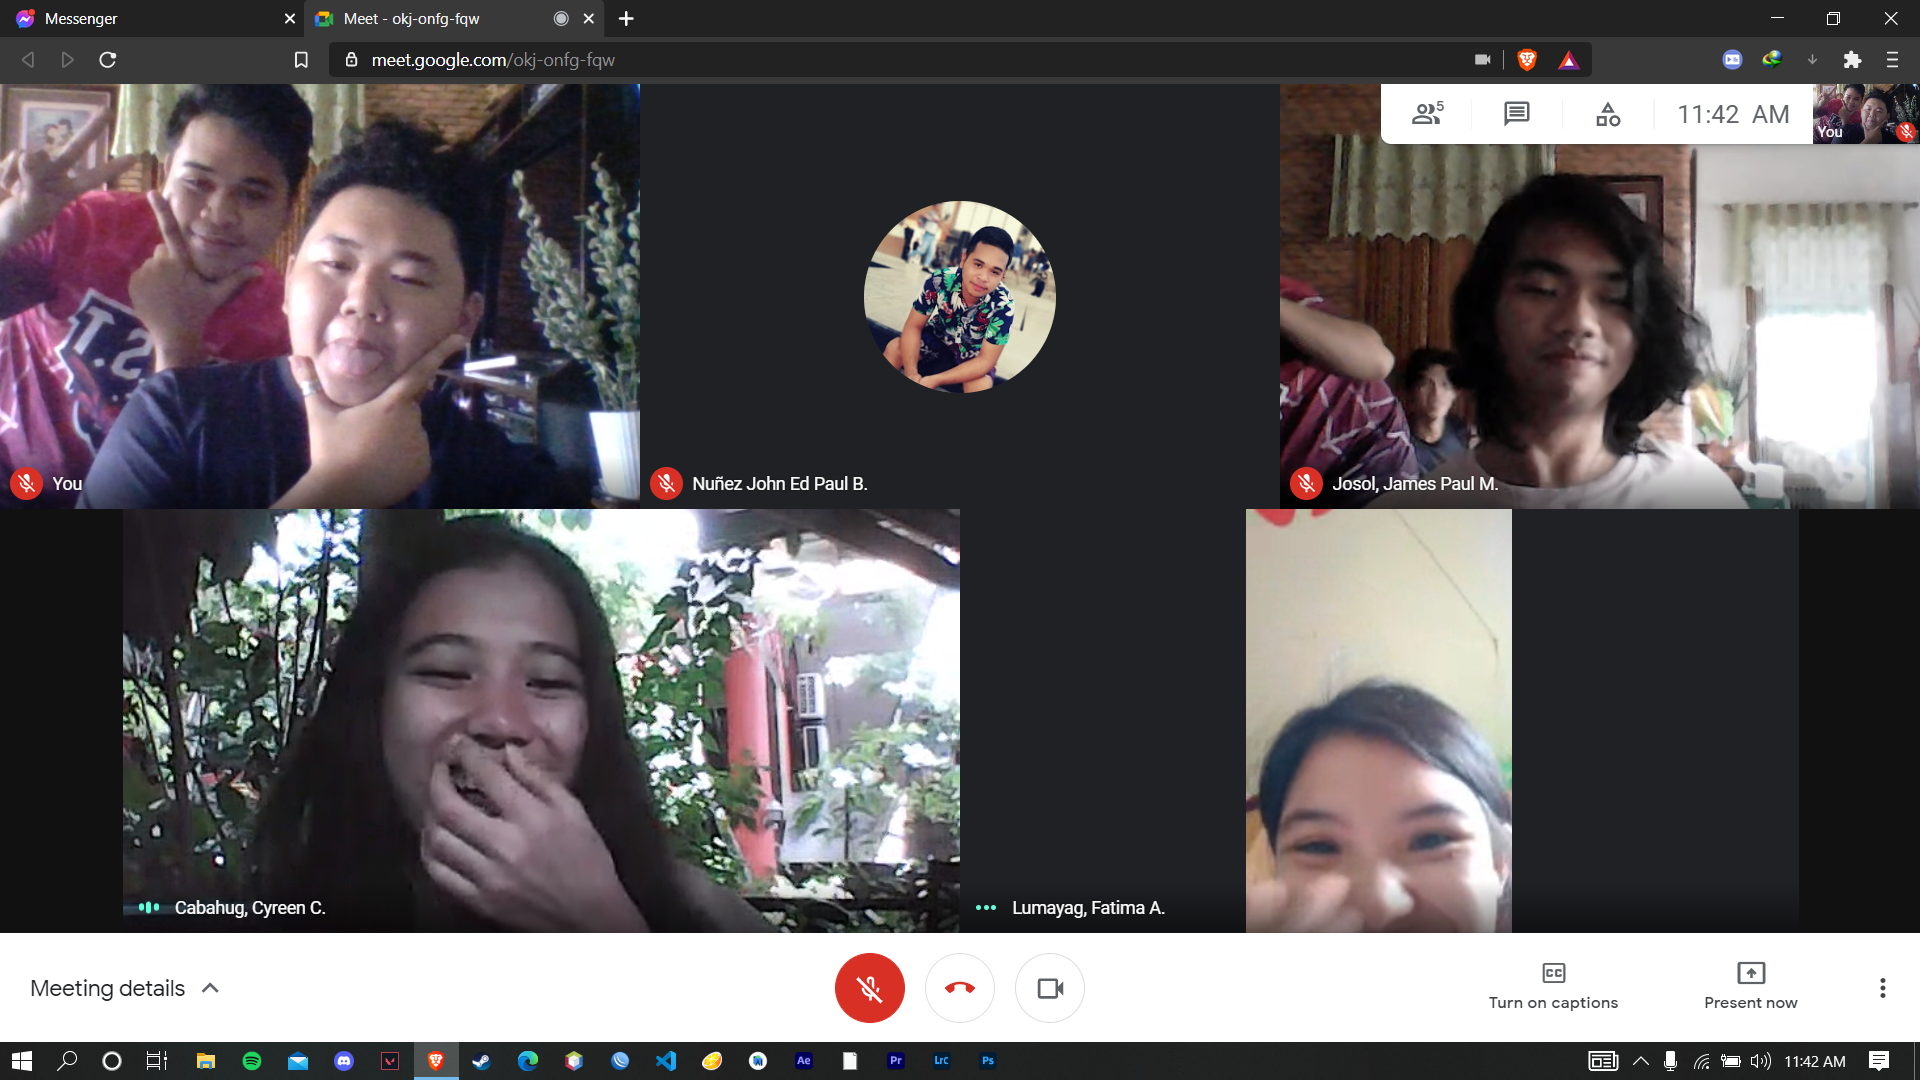 Messenger
Meet - okj-onfg-fqw
meet.google.com/okj-onfg-fqw
5
11:42 AM
You
S.T
You
Nuñez John Ed Paul B.
Josol, James Paul M.
Cabahug, Cyreen C.
Lumayag, Fatima A.
Meeting details
CC
Turn on captions
Present now
Ae
Pr
LrC
Ps
11:42 AM